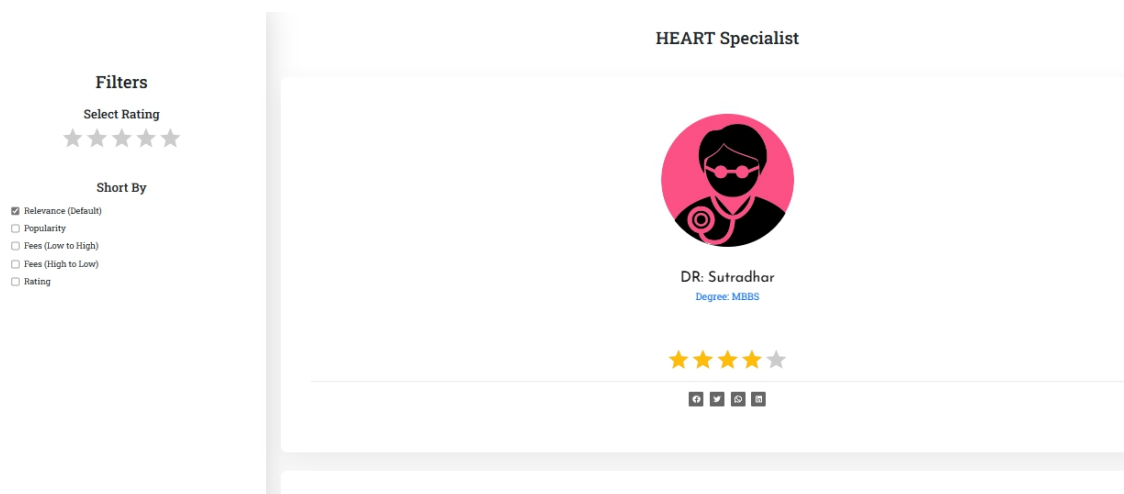 HEART Specialist
Filters
Select Rating
Short By
Relevance (Default)
Popularity
Fees (Low to High)
Fees (High to Low)
Rating
DR: Sutradhar
Degree: MBBS